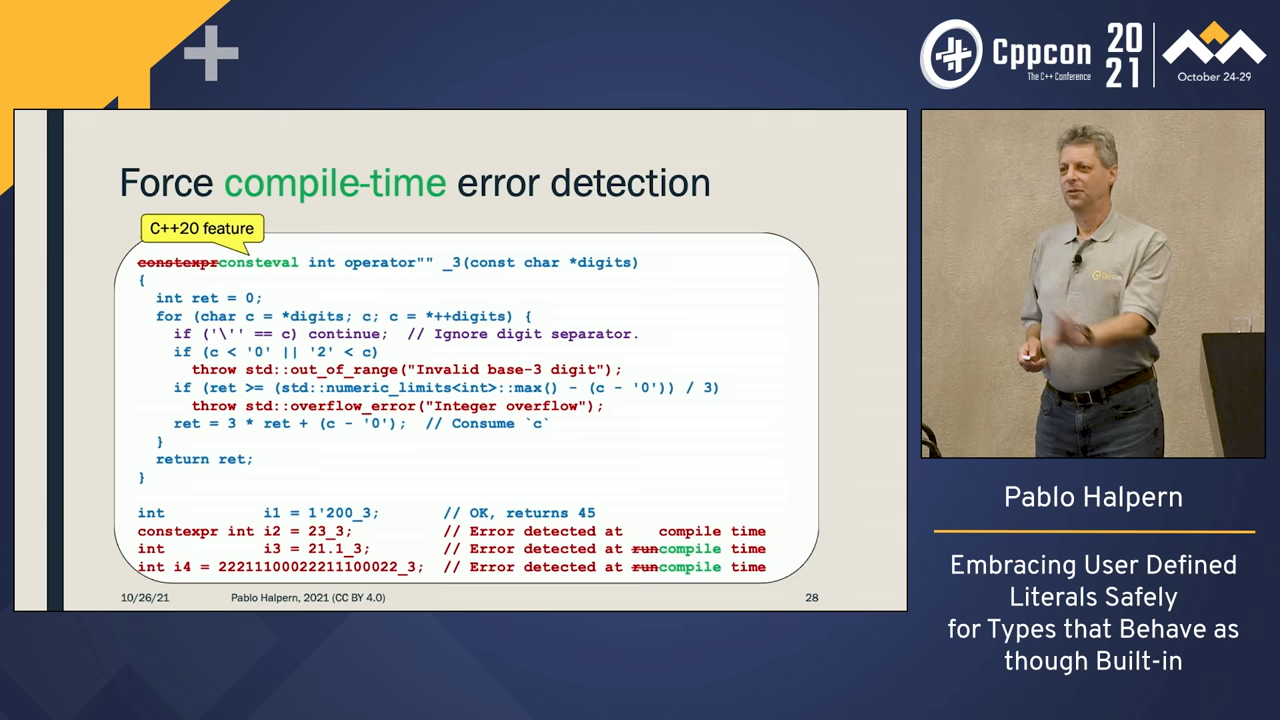 Cppcon
The C++ Conference
20
21
October 24-29
Force compile-time error detection
C++20 feature
constexprconsteval int operator"" _3(const char *digits)
{
  int ret = 0;
  for (char c = *digits; c; c = *++digits) {
    if ('\'' == c) continue;  // Ignore digit separator.
    if (c < '0' || '2' < c)
      throw std::out_of_range("Invalid base-3 digit");
    if (ret >= (std::numeric_limits<int>::max() - (c - '0')) / 3)
      throw std::overflow_error("Integer overflow");
    ret = 3 * ret + (c - '0');  // Consume `c`
  }
  return ret;
}
int           i1 = 1'200_3;       // OK, returns 45
constexpr int i2 = 23_3;          // Error detected at    compile time
int           i3 = 21.1_3;        // Error detected at runcompile time
int i4 = 22211100022211100022_3;  // Error detected at runcompile time
10/26/21 Pablo Halpern, 2021 (CC BY 4.0) 28
Pablo Halpern
Embracing User Defined
Literals Safely
for Types that Behave as
though Built-in